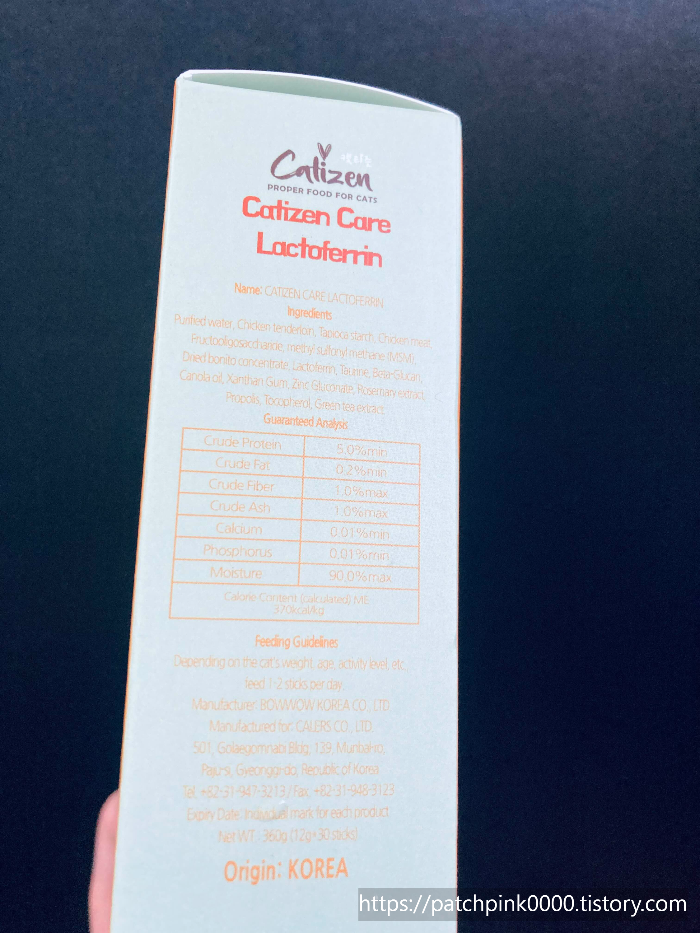 캣이즌
Catizen
PROPER FOOD FOR CATS
Catizen Care
Lactoferrin
Name: CATIZEN CARE LACTOFERRIN
Ingredients
Purified water, Chicken tenderloin, Tapioca starch, Chicken meat,
Fructooligosaccharide, methyl sulfonyl methane (MSM),
Dried bonito concentrate, Lactoferrin, Taurine, Beta-Glucan,
Canola oil, Xanthan Gum, Zinc Gluconate, Rosemary extract,
Propolis, Tocopherol, Green tea extract
Guaranteed Analysis
Crude Protein 5.0%min
Crude Fat 0.2%min
Crude Fiber 1.0%max
Crude Ash 1.0%max
Calcium 0.01%min
Phosphorus 0.01%min
Moisture 90.0%max
Calorie Content (calculated) ME
320kcal/kg
Feeding Guidelines
Depending on the cat's weight, age, activity level, etc.
feed 1-2 sticks per day.
Manufacturer: BOWWOW KOREA CO., LTD.
Manufactured for: CALERS CO., LTD.
501, Golaegomnabi Bldg, 139, Munbal-ro,
Paju-si, Gyeonggi-do, Republic of Korea
Tel. +82-31-947-3213 / Fax. +82-31-948-3123
Expiry Date: Individual mark for each product
Net WT. : 360g (12g*30 sticks)
Origin: KOREA
https://patchpink0000.tistory.com